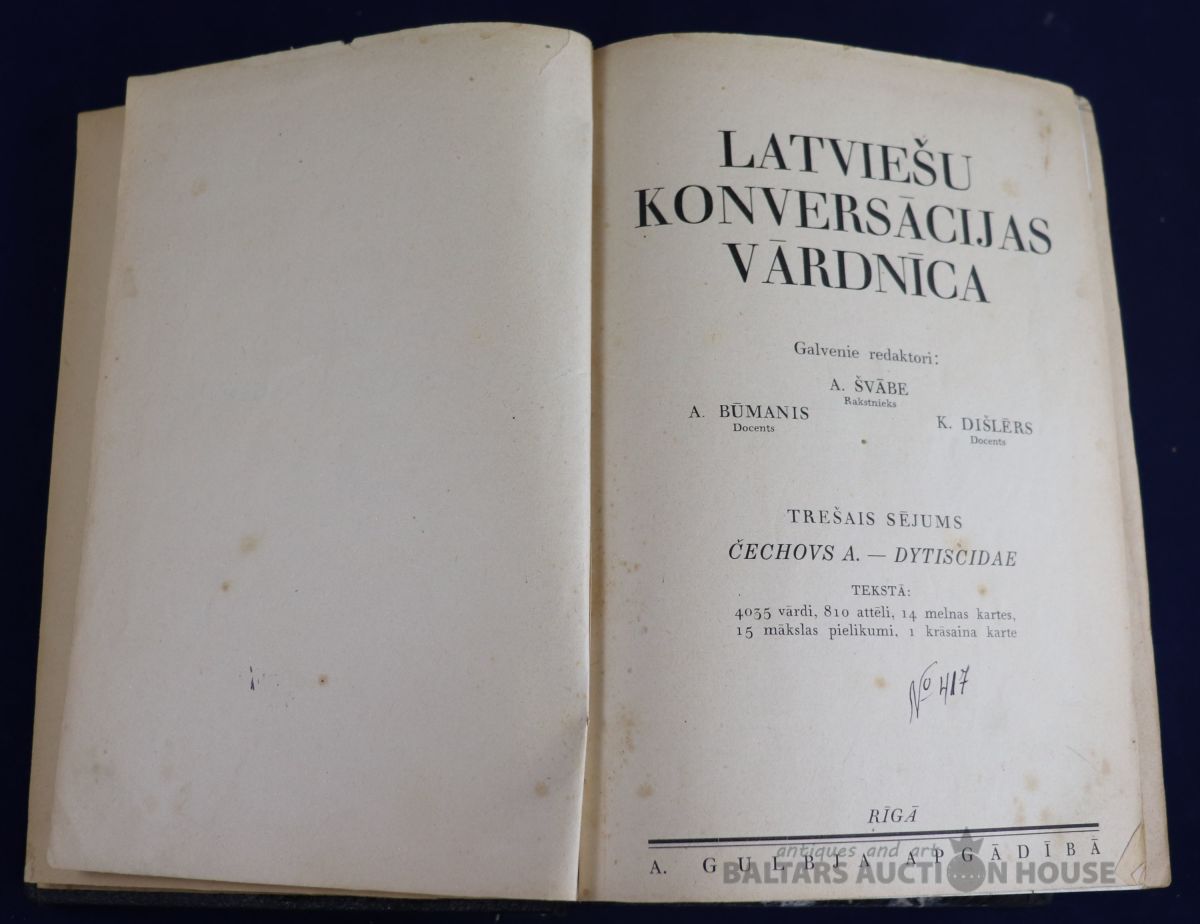 LATVIEŠU
KONVERSĀCIJAS
VĀRDNĪCA
Galvenie redaktori:
A. ŠVĀBE
Rakstnieks
A. BŪMANIS
Docents
K. DIŠLĒRS
Docents
TREŠAIS SĒJUMS
ČECHOVS A. — DYTISCIDAE
TEKSTĀ:
4035 vārdi, 810 attēli, 14 melnas kartes,
15 mākslas pielikumi, 1 krāsaina karte
№ 417
RĪGĀ
A. GULBJA APGĀDĪBĀ
antiques and art
BALTARS AUCTION HOUSE